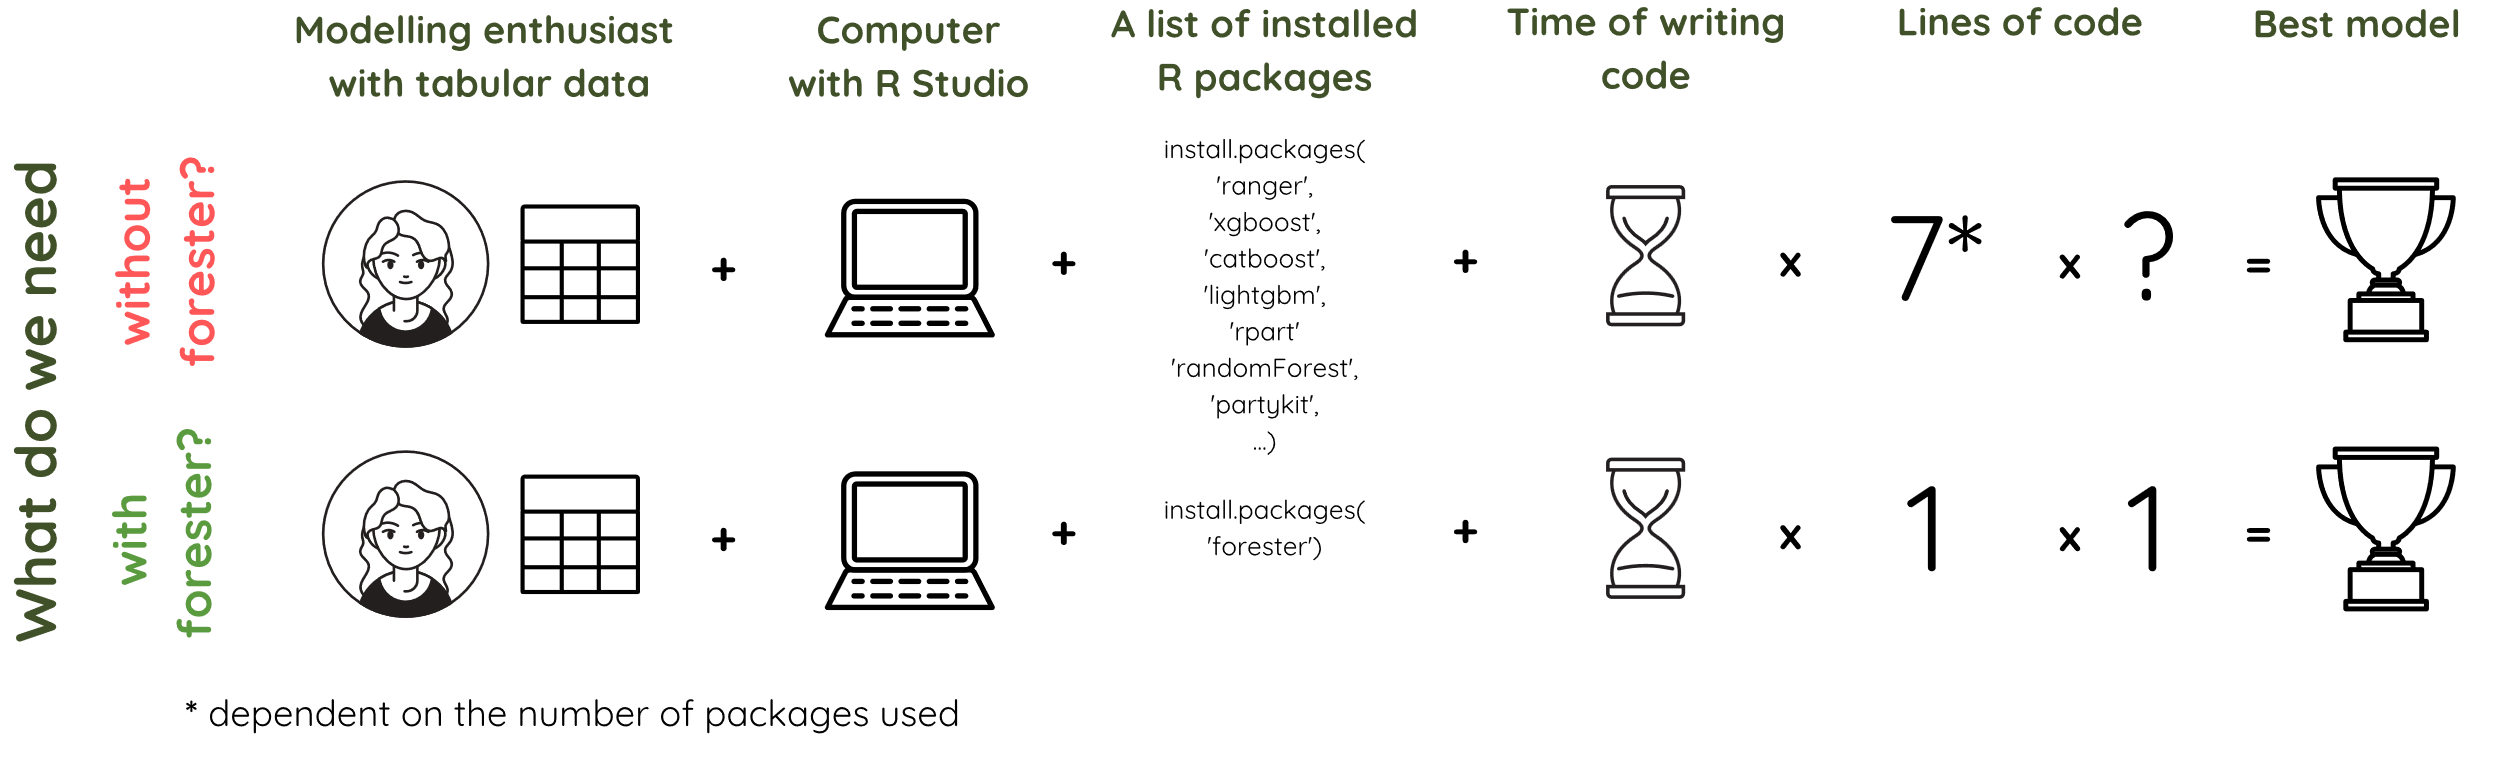 Modelling enthusiast
with tabular data
Computer
with R Studio
A list of installed
R packages
Time of writing
code
Lines of code
Best model
What do we need
without
forester?
+
+
install.packages(
'ranger',
'xgboost',
'catboost',
'lightgbm',
'rpart'
'randomForest',
'partykit',
...)
+
x
7*
x
?
=
with
forester?
+
+
install.packages(
'forester')
+
x
1
x
1
=
* dependent on the number of packages used